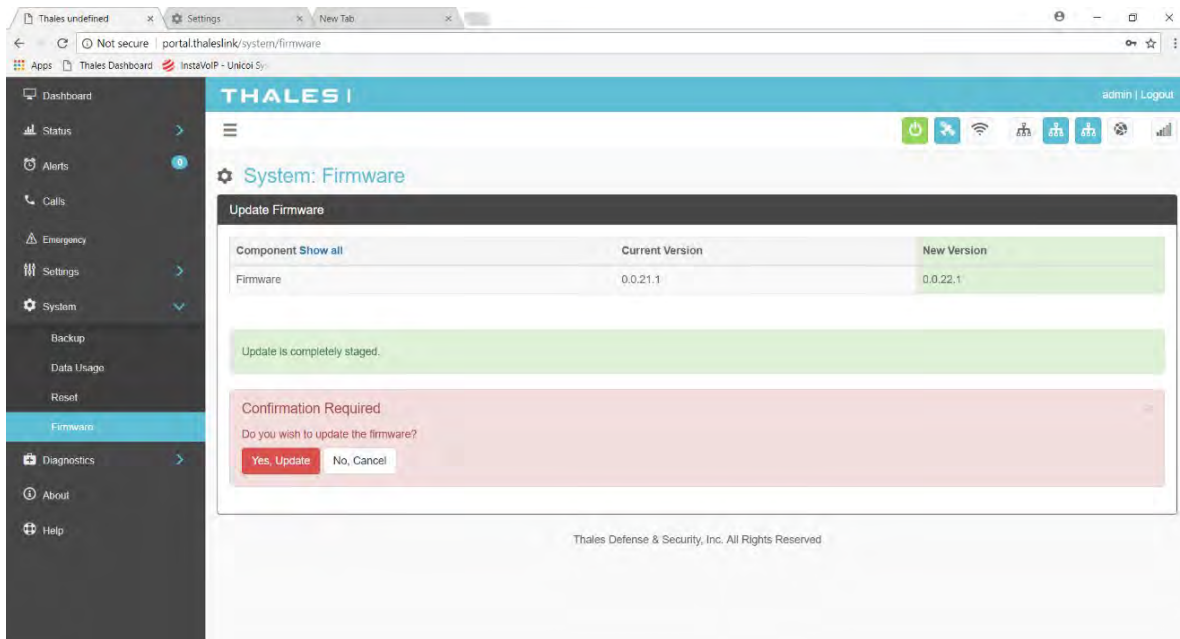 Thales undefined
Settings
New Tab
Not secure | portal.thaleslink/system/firmware
Apps Thales Dashboard InstaVoIP - Unicoi Sy
Dashboard
THALES
admin | Logout
Status
Alerts 0
System: Firmware
Calls
Update Firmware
Emergency
Component Show all Current Version New Version
Settings
Firmware 0.0.21.1 0.0.22.1
System
Backup
Update is completely staged.
Data Usage
Reset
Confirmation Required
Firmware
Do you wish to update the firmware?
Diagnostics
Yes, Update No, Cancel
About
Help
Thales Defense & Security, Inc. All Rights Reserved